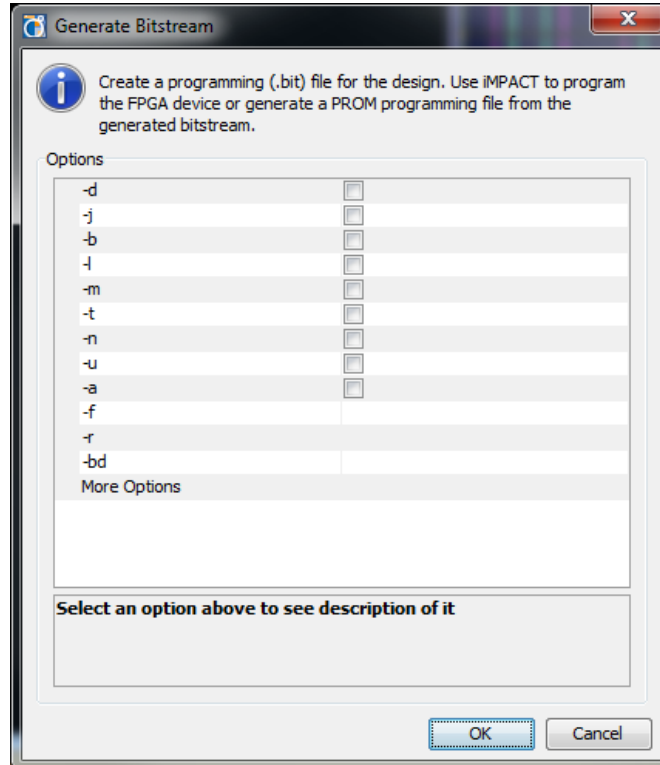 Generate Bitstream
Create a programming (.bit) file for the design. Use iMPACT to program
the FPGA device or generate a PROM programming file from the
generated bitstream.
Options
-d
-j
-b
-l
-m
-t
-n
-u
-a
-f
-r
-bd
More Options
Select an option above to see description of it
OK
Cancel